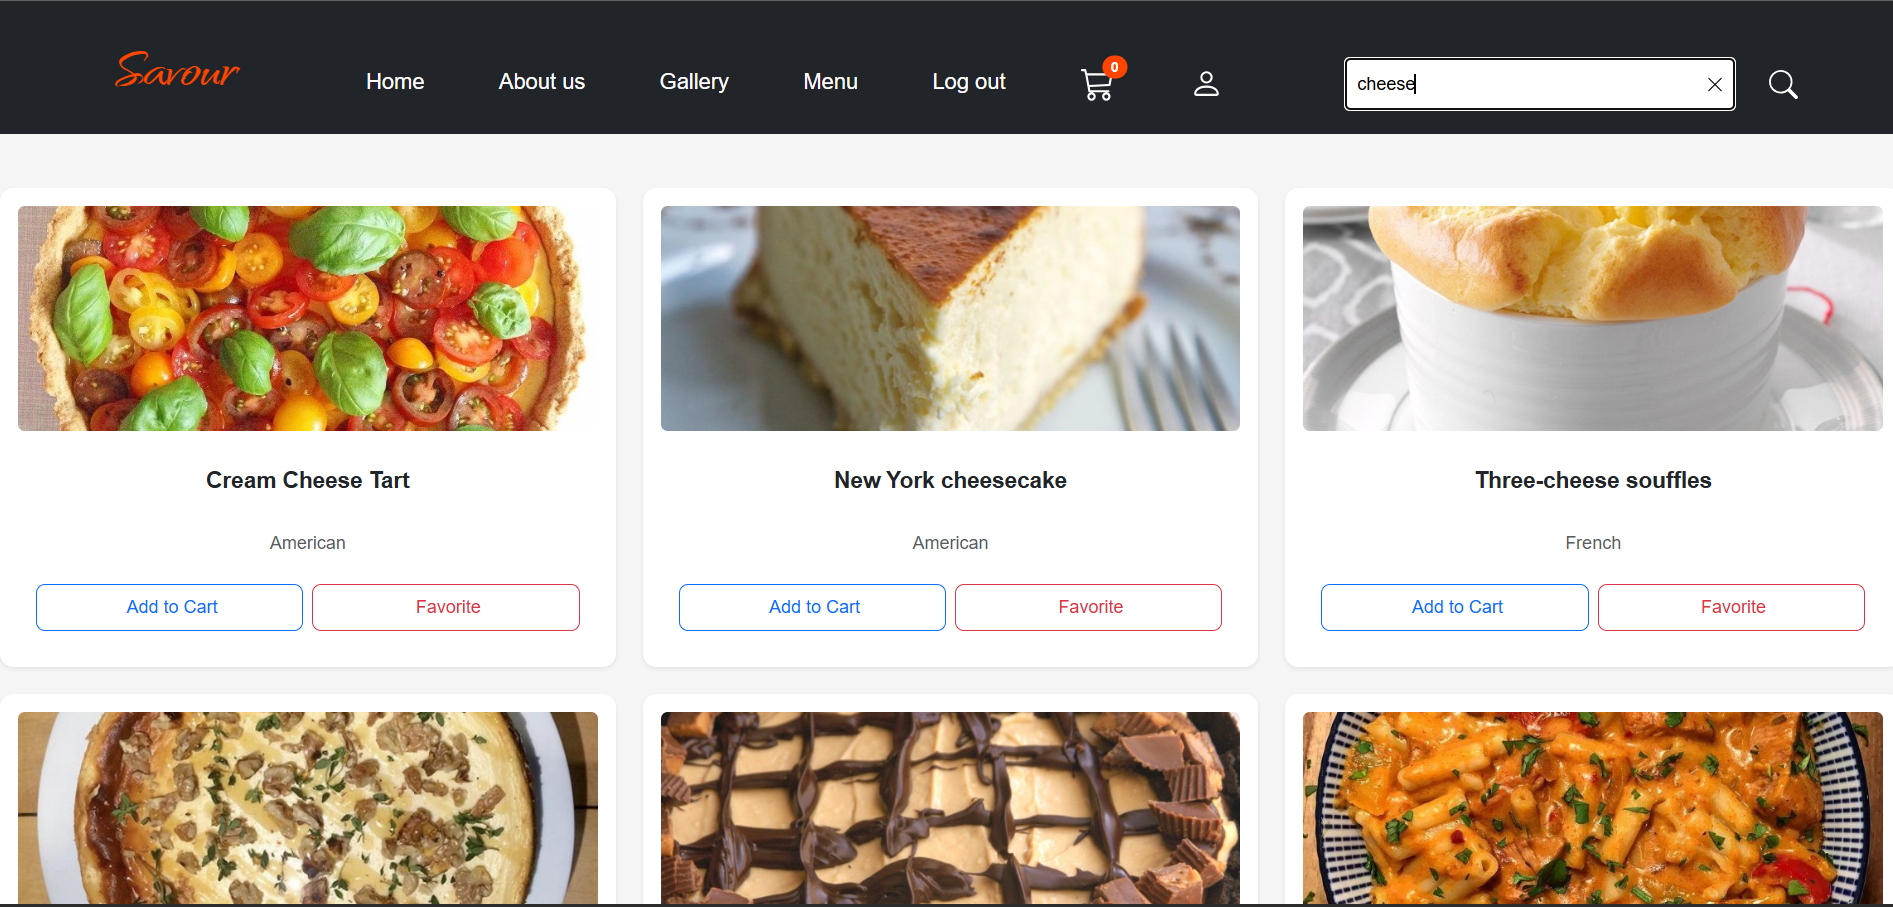 Savour
Home
About us
Gallery
Menu
Log out
0
cheese
Cream Cheese Tart
New York cheesecake
Three-cheese souffles
American
American
French
Add to Cart
Favorite
Add to Cart
Favorite
Add to Cart
Favorite